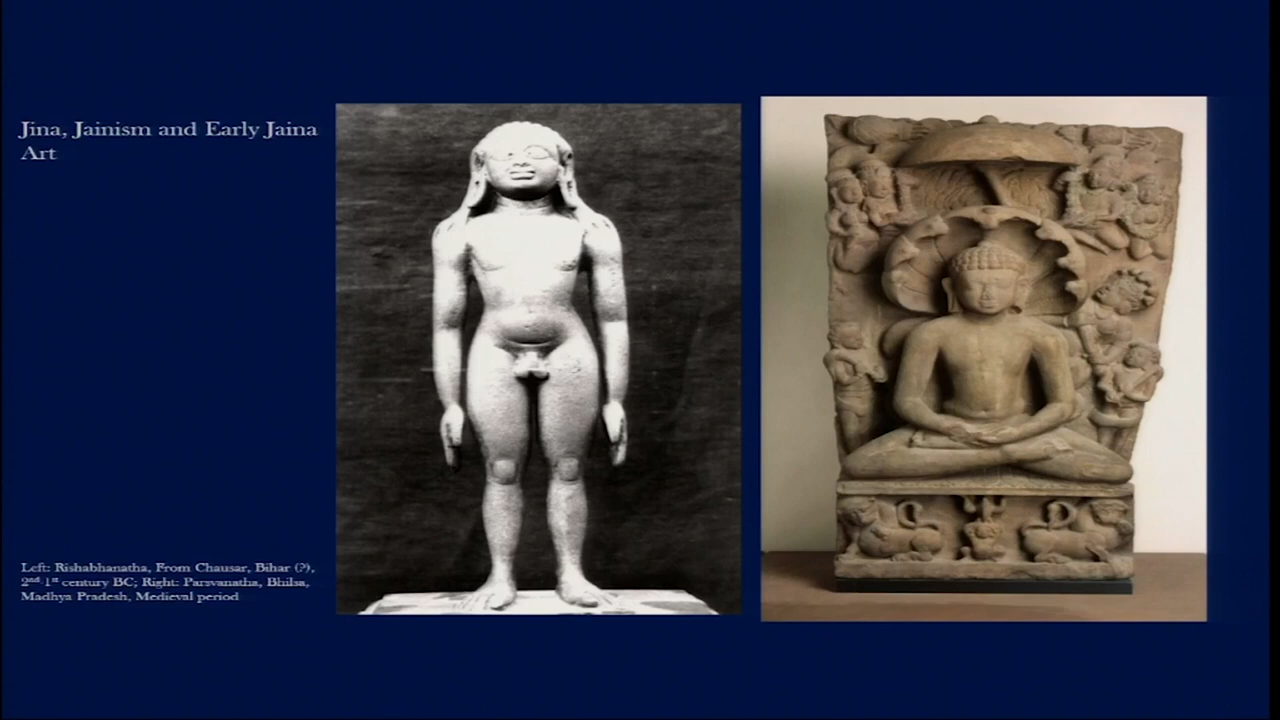 Jina, Jainism and Early Jaina
Art
Left: Rishabhanatha, From Chausar, Bihar (?),
2nd 1st century BC; Right: Parsvanatha, Bhilsa,
Madhya Pradesh, Medieval period